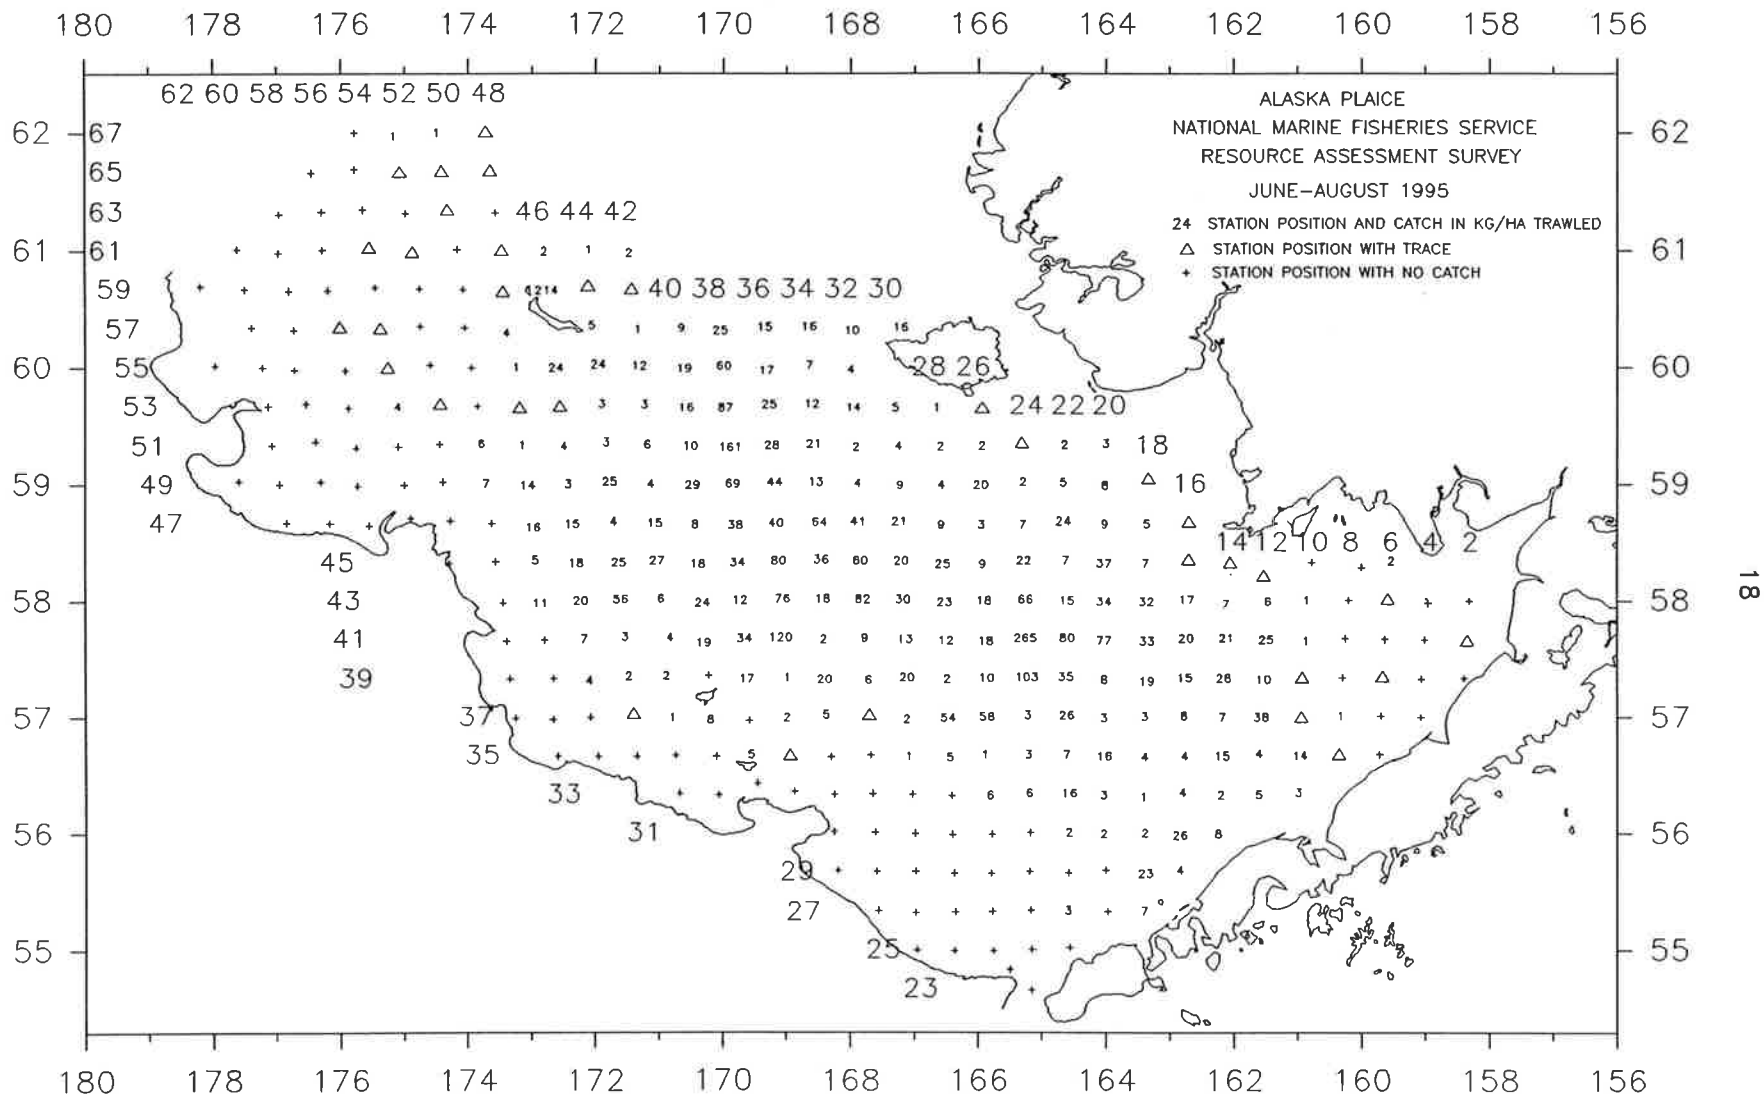 180 178 176 174 172 170 168 166 164 162 160 158 156
62 60 58 56 54 52 50 48
ALASKA PLAICE
NATIONAL MARINE FISHERIES SERVICE
RESOURCE ASSESSMENT SURVEY
JUNE-AUGUST 1995
24 STATION POSITION AND CATCH IN KG/HA TRAWLED
△ STATION POSITION WITH TRACE
+ STATION POSITION WITH NO CATCH
62 67 + 1 1 △ 62
65 + + △ △ △
63 + + + + △ + 46 44 42
61 61 + + + △ △ + △ 2 1 2 61
59 + + + + + + + △ 214 △ △ 40 38 36 34 32 30
57 + + △ △ + + 4 5 1 9 25 15 16 10 16
60 55 + + + + △ + + 1 24 24 12 19 60 17 7 4 28 26 60
53 + + + 4 △ + △ △ 3 3 16 87 25 12 14 5 1 △ 24 22 20
51 + + + + + 6 1 4 3 6 10 161 28 21 2 4 2 2 △ 2 3 18
59 49 + + + + + + 7 14 3 25 4 29 69 44 13 4 9 4 20 2 5 8 △ 16 59
47 + + + + + + 16 15 4 15 8 38 40 64 41 21 9 3 7 24 9 5 △
14 12 10 8 6 4 2
45 + + 5 18 25 27 18 34 80 36 60 20 25 9 22 7 37 7 △ △ △ + + 2
58 43 + 11 20 56 6 24 12 76 18 82 30 23 18 66 15 34 32 17 7 6 1 + △ + + 58
41 + + 7 3 4 19 34 120 2 9 13 12 18 265 80 77 33 20 21 25 1 + + + △
39 + + 4 2 2 + 17 1 20 6 20 2 10 103 35 8 19 15 28 10 △ + △ + +
57 37 + + + △ 1 8 + 2 5 △ 2 54 58 3 26 3 3 8 7 38 △ 1 + + 57
35 + + + + + 5 △ + + 1 5 1 3 7 16 4 4 15 4 14 △ +
33 + + + + + + + + 6 6 16 3 1 4 2 5 3
56 31 + + + + + + 2 2 2 26 8 56
29 + + + + + + + + 23 4
27 + + + + + 3 + 7
55 25 + + + + + + 55
23 +
180 178 176 174 172 170 168 166 164 162 160 158 156
18